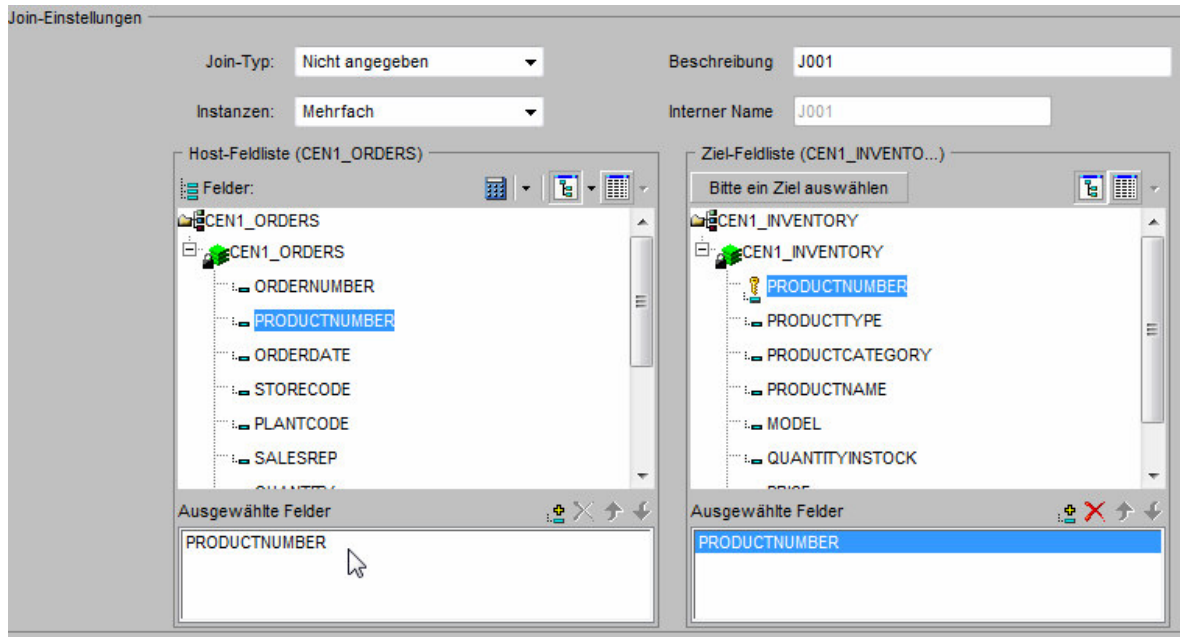 Join-Einstellungen
Join-Typ: Nicht angegeben
Beschreibung J001
Instanzen: Mehrfach
Interner Name J001
Host-Feldliste (CEN1_ORDERS)
Felder:
CEN1_ORDERS
CEN1_ORDERS
ORDERNUMBER
PRODUCTNUMBER
ORDERDATE
STORECODE
PLANTCODE
SALESREP
Ausgewählte Felder
PRODUCTNUMBER
Ziel-Feldliste (CEN1_INVENTO...)
Bitte ein Ziel auswählen
CEN1_INVENTORY
CEN1_INVENTORY
PRODUCTNUMBER
PRODUCTTYPE
PRODUCTCATEGORY
PRODUCTNAME
MODEL
QUANTITYINSTOCK
Ausgewählte Felder
PRODUCTNUMBER